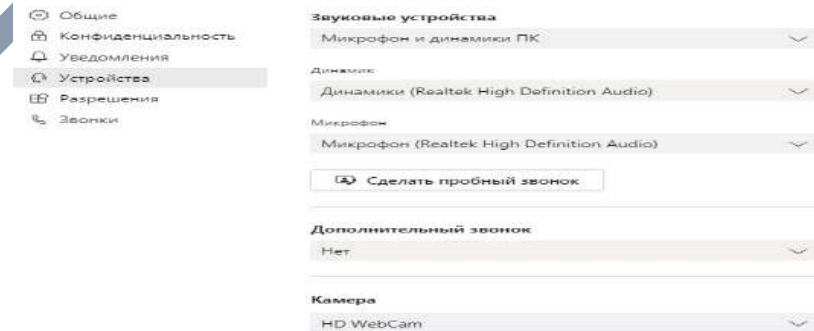 Общие
Конфиденциальность
Уведомления
Устройства
Разрешения
Звонки
Звуковые устройства
Микрофон и динамики ПК
Динамик
Динамики (Realtek High Definition Audio)
Микрофон
Микрофон (Realtek High Definition Audio)
Сделать пробный звонок
Дополнительный звонок
Нет
Камера
HD WebCam